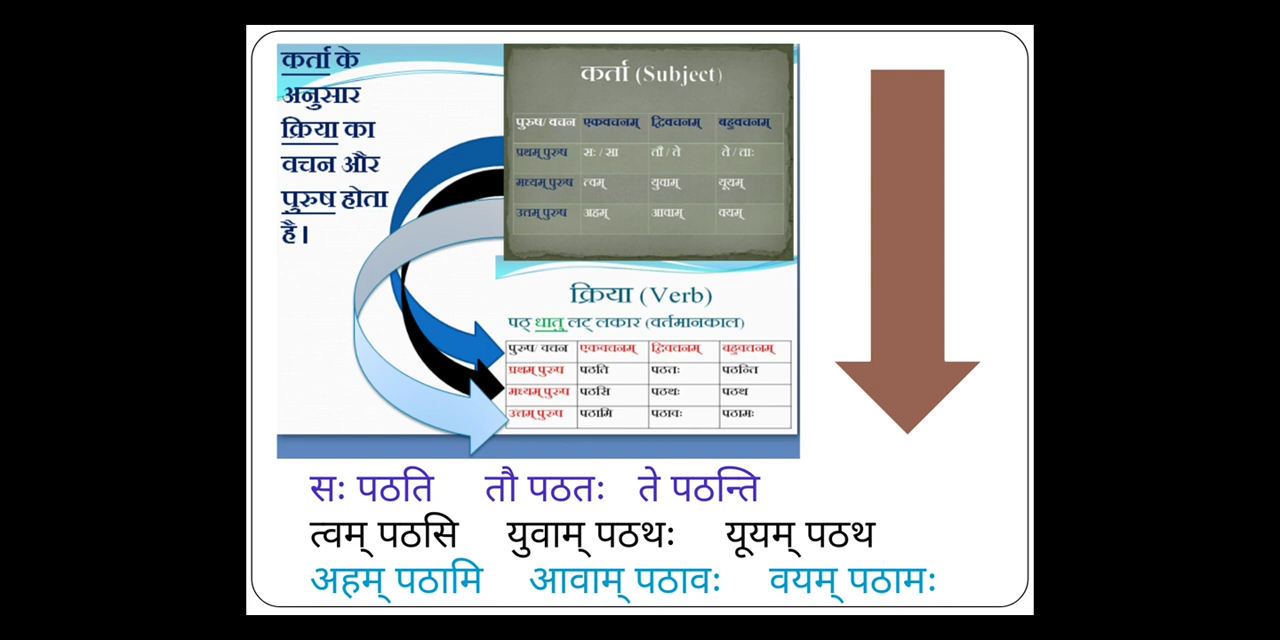 कर्ता के
अनुसार
क्रिया का
वचन और
पुरुष होता
है।
कर्ता (Subject)
पुरुष/ वचन एकवचनम् द्विवचनम् बहुवचनम्
प्रथम् पुरुष सः / सा तौ / ते ते / ताः
मध्यम् पुरुष त्वम् युवाम् यूयम्
उत्तम् पुरुष अहम् आवाम् वयम्
क्रिया (Verb)
पठ् धातु लट् लकार (वर्तमानकाल)
पुरुष/ वचन एकवचनम् द्विवचनम् बहुवचनम्
प्रथम् पुरुष पठति पठतः पठन्ति
मध्यम् पुरुष पठसि पठथः पठथ
उत्तम् पुरुष पठामि पठावः पठामः
सः पठति तौ पठतः ते पठन्ति
त्वम् पठसि युवाम् पठथः यूयम् पठथ
अहम् पठामि आवाम् पठावः वयम् पठामः